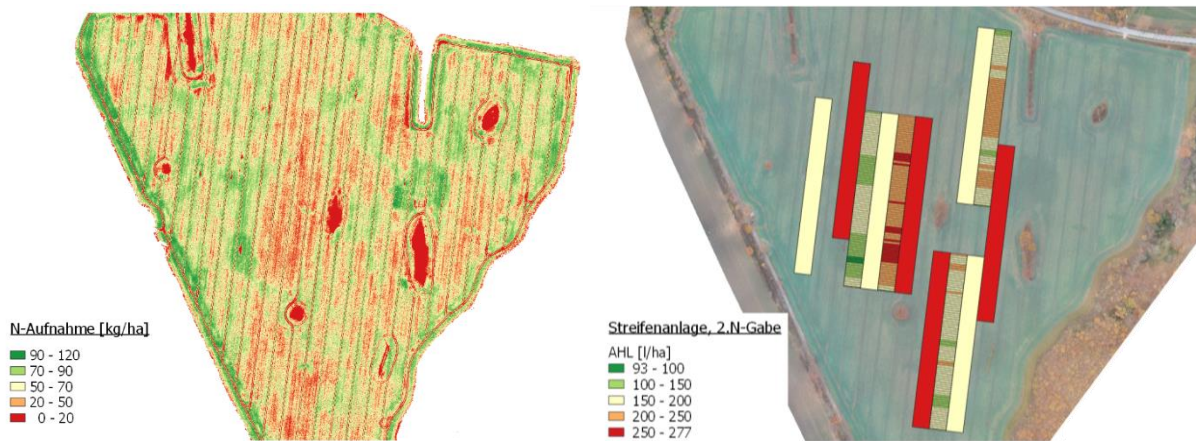 N-Aufnahme [kg/ha]
90 - 120
70 - 90
50 - 70
20 - 50
0 - 20
Streifenanlage, 2.N-Gabe
AHL [l/ha]
93 - 100
100 - 150
150 - 200
200 - 250
250 - 277